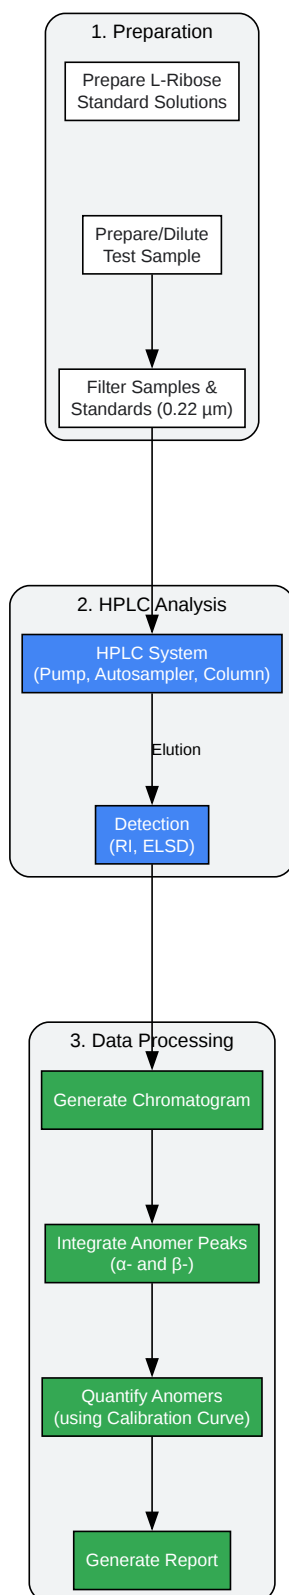 1. Preparation
Prepare L-Ribose
Standard Solutions
Prepare/Dilute
Test Sample
Filter Samples &
Standards (0.22 µm)
2. HPLC Analysis
HPLC System
(Pump, Autosampler, Column)
Elution
Detection
(RI, ELSD)
3. Data Processing
Generate Chromatogram
Integrate Anomer Peaks
(α- and β-)
Quantify Anomers
(using Calibration Curve)
Generate Report